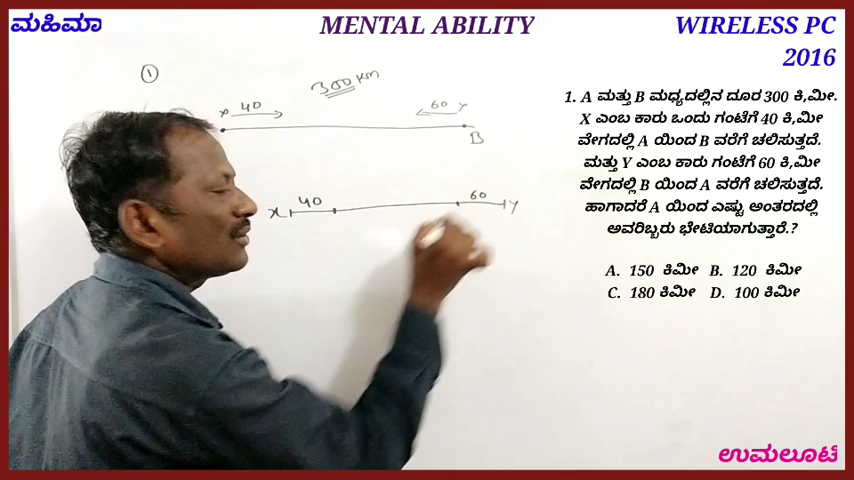 ಮಹಿಮಾ
MENTAL ABILITY
WIRELESS PC
2016
①
300 km
X 40
60 Y
B
X 40
60 Y
1. A ಮತ್ತು B ಮಧ್ಯದಲ್ಲಿನ ದೂರ 300 ಕಿ,ಮೀ.
X ಎಂಬ ಕಾರು ಒಂದು ಗಂಟೆಗೆ 40 ಕಿ,ಮೀ
ವೇಗದಲ್ಲಿ A ಯಿಂದ B ವರೆಗೆ ಚಲಿಸುತ್ತದೆ.
ಮತ್ತು Y ಎಂಬ ಕಾರು ಗಂಟೆಗೆ 60 ಕಿ,ಮೀ
ವೇಗದಲ್ಲಿ B ಯಿಂದ A ವರೆಗೆ ಚಲಿಸುತ್ತದೆ.
ಹಾಗಾದರೆ A ಯಿಂದ ಎಷ್ಟು ಅಂತರದಲ್ಲಿ
ಅವರಿಬ್ಬರು ಭೇಟಿಯಾಗುತ್ತಾರೆ.?
A. 150 ಕಿಮೀ B. 120 ಕಿಮೀ
C. 180 ಕಿಮೀ D. 100 ಕಿಮೀ
ಉಮಲೂಟಿ